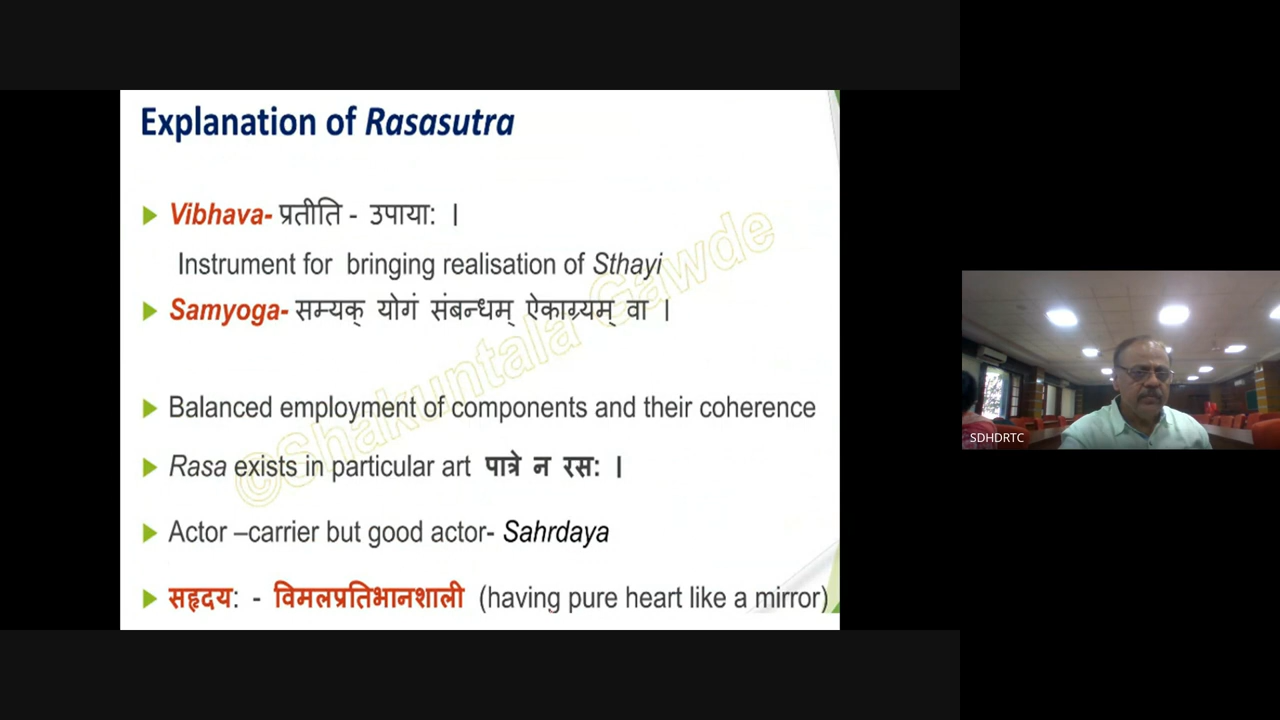 Explanation of Rasasutra
Vibhava- प्रतीति - उपाया: ।
Instrument for bringing realisation of Sthayi
Samyoga- सम्यक् योगं संबन्धम् ऐकाग्र्यम् वा ।
Balanced employment of components and their coherence
Rasa exists in particular art पात्रे न रस: ।
Actor –carrier but good actor- Sahrdaya
सहृदय: - विमलप्रतिभानशाली (having pure heart like a mirror)
©Shakuntala Gawde
SDHDRTC